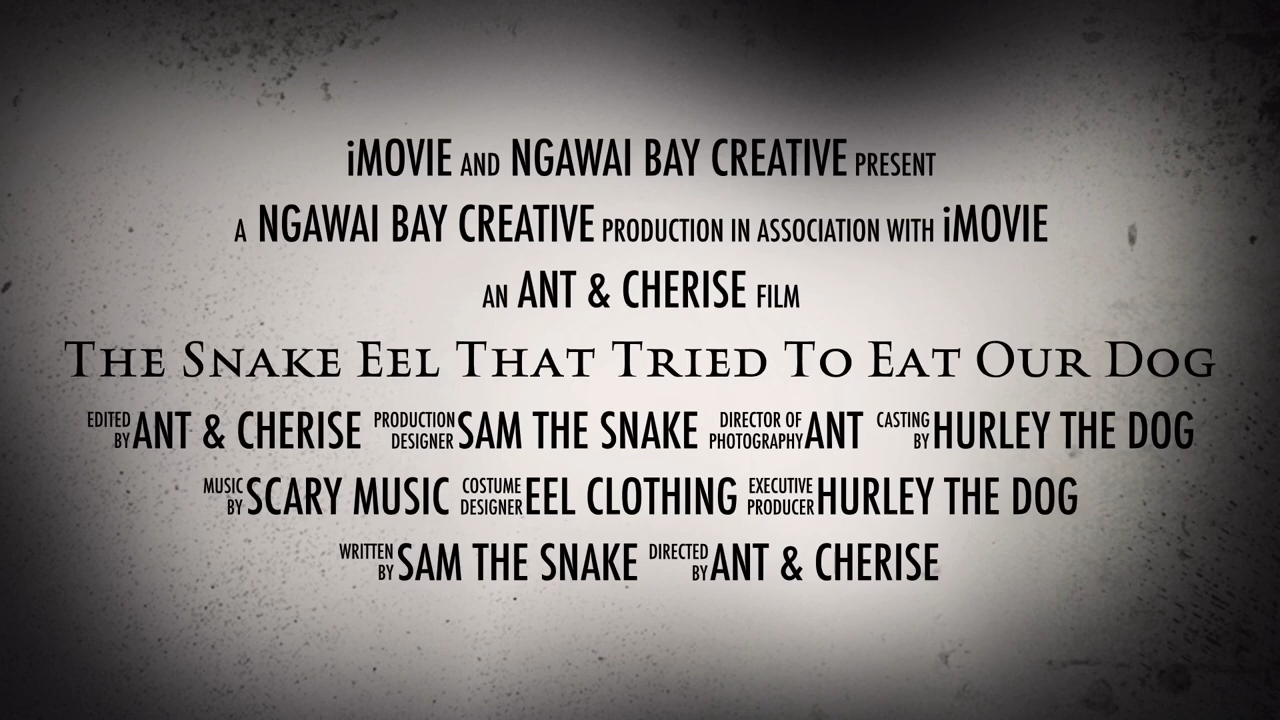 iMOVIE AND NGAWAI BAY CREATIVE PRESENT
A NGAWAI BAY CREATIVE PRODUCTION IN ASSOCIATION WITH iMOVIE
AN ANT & CHERISE FILM
THE SNAKE EEL THAT TRIED TO EAT OUR DOG
EDITED BY ANT & CHERISE PRODUCTION DESIGNER SAM THE SNAKE DIRECTOR OF PHOTOGRAPHY ANT CASTING BY HURLEY THE DOG
MUSIC BY SCARY MUSIC COSTUME DESIGNER EEL CLOTHING EXECUTIVE PRODUCER HURLEY THE DOG
WRITTEN BY SAM THE SNAKE DIRECTED BY ANT & CHERISE